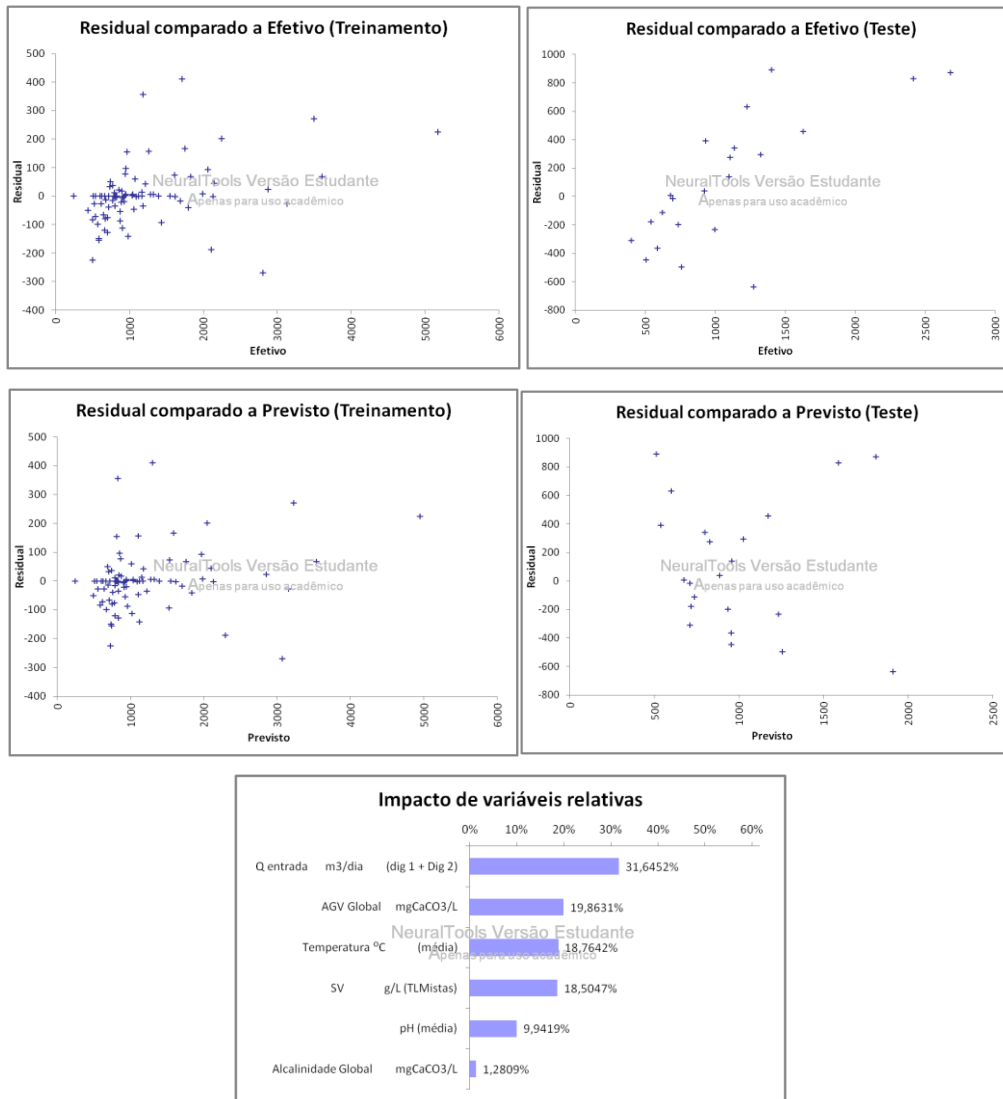 Residual comparado a Efetivo (Treinamento)
500
400
300
200
100
0
-100
-200
-300
-400
Residual
NeuralTools Versão Estudante
Apenas para uso acadêmico
0
1000
2000
3000
4000
5000
6000
Efetivo
Residual comparado a Efetivo (Teste)
1000
800
600
400
200
0
-200
-400
-600
-800
Residual
NeuralTools Versão Estudante
Apenas para uso acadêmico
0
500
1000
1500
2000
2500
3000
Efetivo
Residual comparado a Previsto (Treinamento)
500
400
300
200
100
0
-100
-200
-300
-400
Residual
NeuralTools Versão Estudante
Apenas para uso acadêmico
0
1000
2000
3000
4000
5000
6000
Previsto
Residual comparado a Previsto (Teste)
1000
800
600
400
200
0
-200
-400
-600
-800
Residual
NeuralTools Versão Estudante
Apenas para uso acadêmico
0
500
1000
1500
2000
2500
Previsto
Impacto de variáveis relativas
0% 10% 20% 30% 40% 50% 60%
Q entrada m3/dia (dig 1 + Dig 2) 31,6452%
AGV Global mgCaCO3/L 19,8631%
NeuralTools Versão Estudante
Temperatura ºC (média) 18,7642%
Apenas para uso acadêmico
SV g/L (TLMistas) 18,5047%
pH (média) 9,9419%
Alcalinidade Global mgCaCO3/L 1,2809%